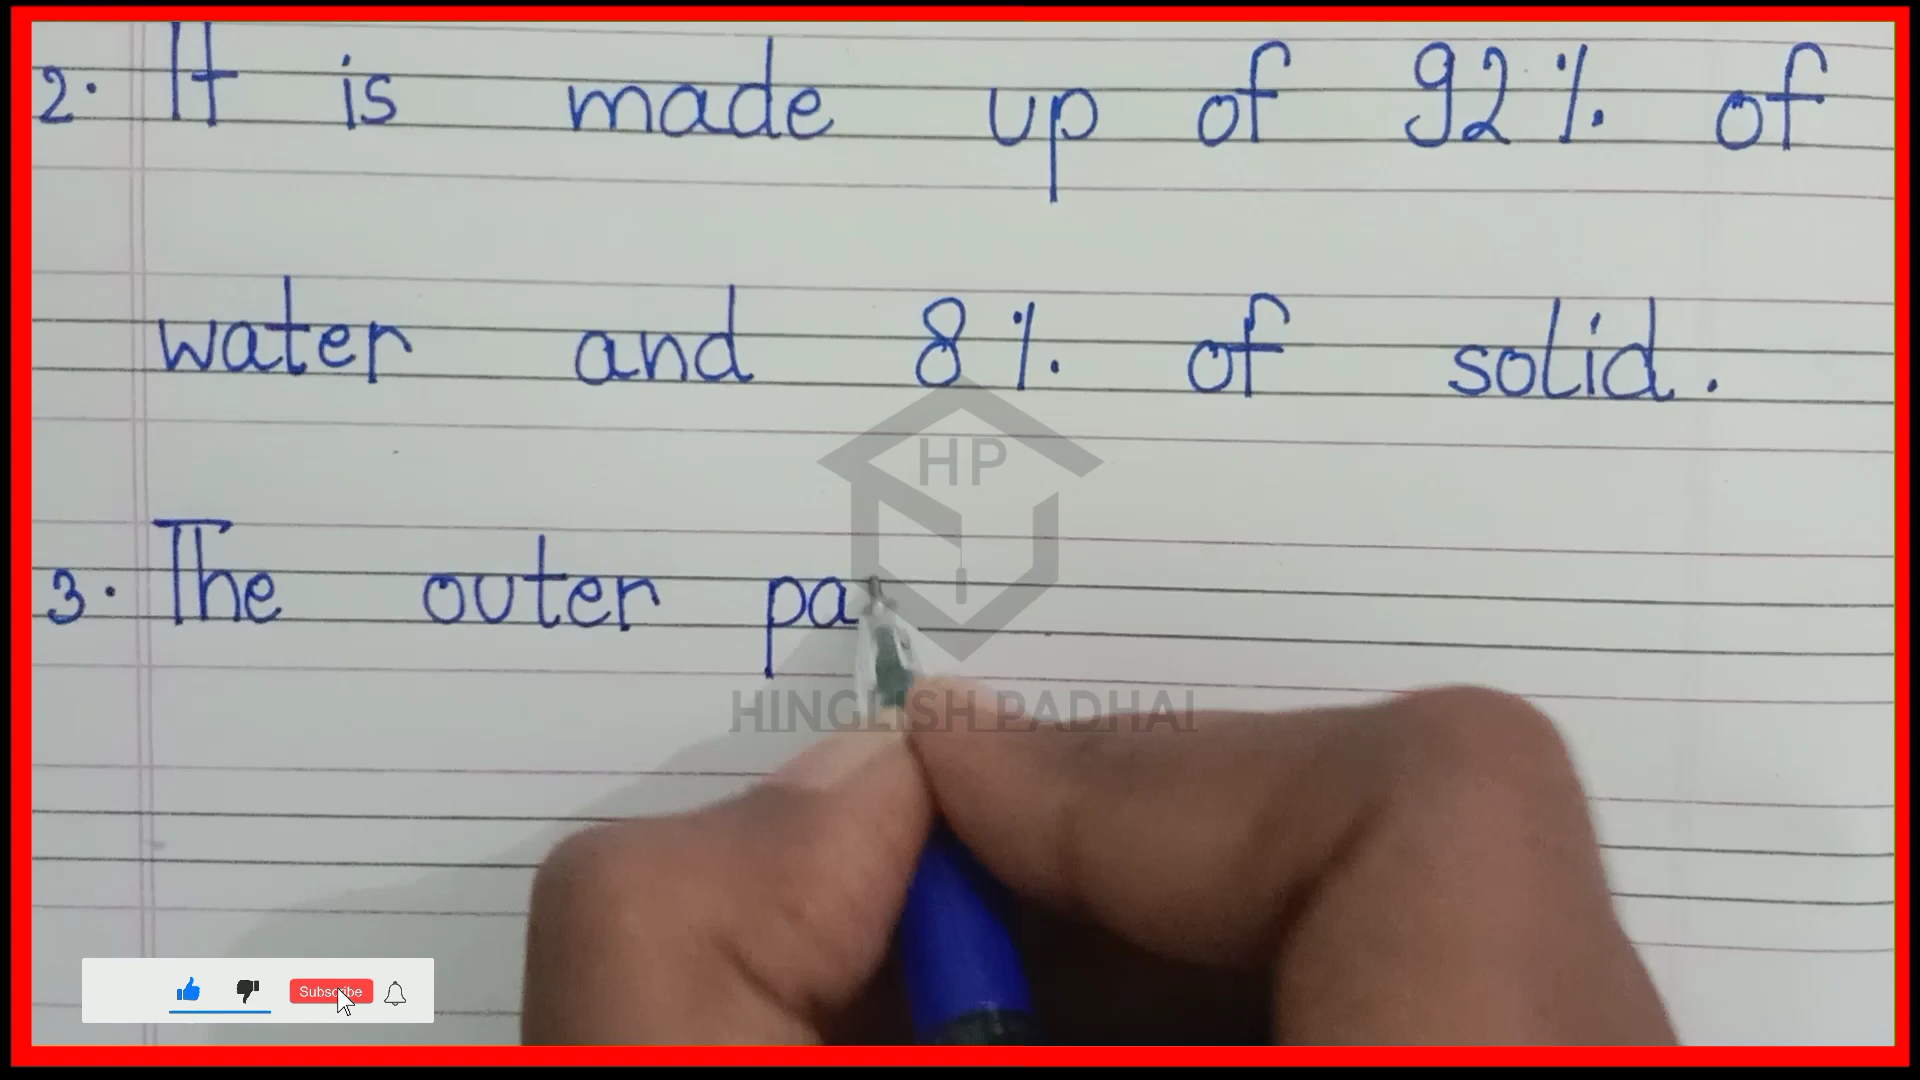 2. It is made up of 92% of
water and 8% of solid.
HP
3. The outer pa
HINGLISH PADHAI
Subscribe